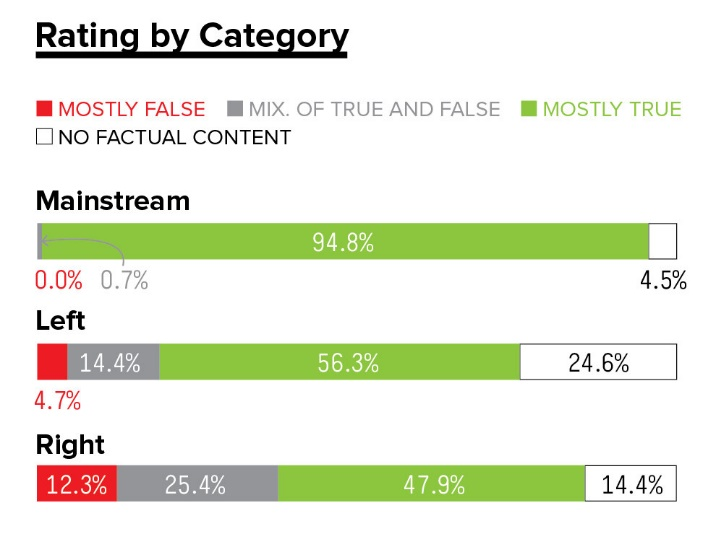 Rating by Category
MOSTLY FALSE MIX. OF TRUE AND FALSE MOSTLY TRUE
NO FACTUAL CONTENT
Mainstream
94.8%
0.0% 0.7% 4.5%
Left
14.4% 56.3% 24.6%
4.7%
Right
12.3% 25.4% 47.9% 14.4%